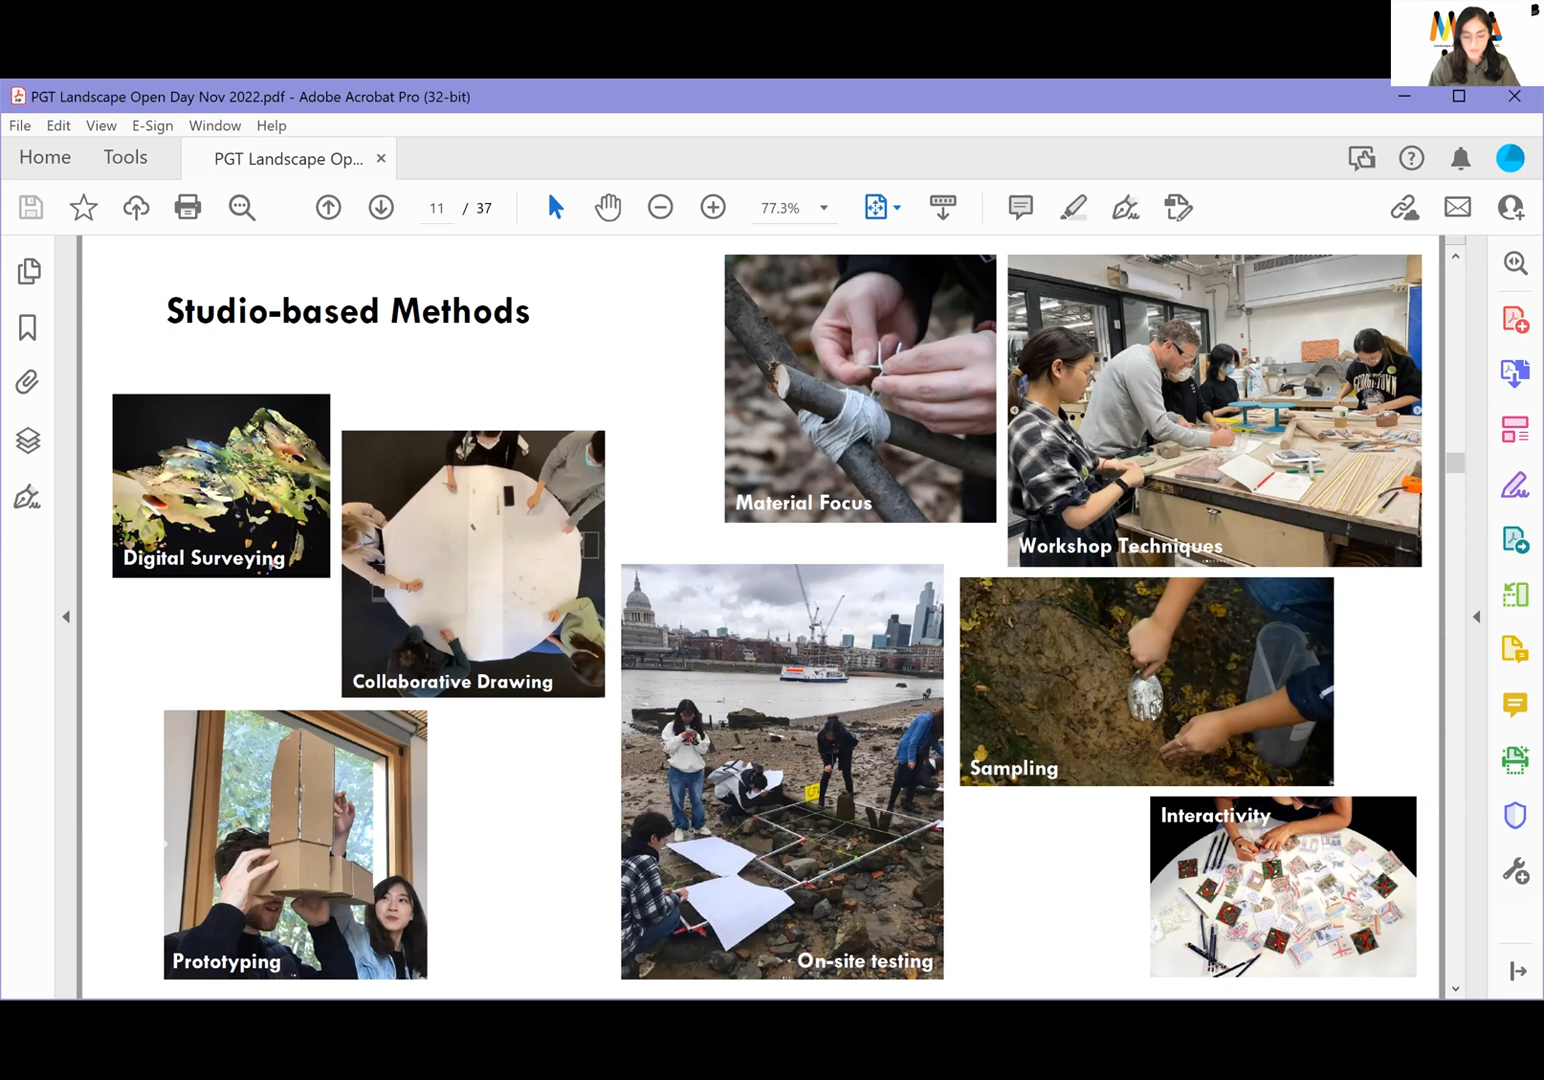 PGT Landscape Open Day Nov 2022.pdf - Adobe Acrobat Pro (32-bit)
File Edit View E-Sign Window Help
Home Tools PGT Landscape Op...
11 / 37 77.3%
Studio-based Methods
Digital Surveying
Collaborative Drawing
Material Focus
Workshop Techniques
Sampling
Interactivity
Prototyping
On-site testing